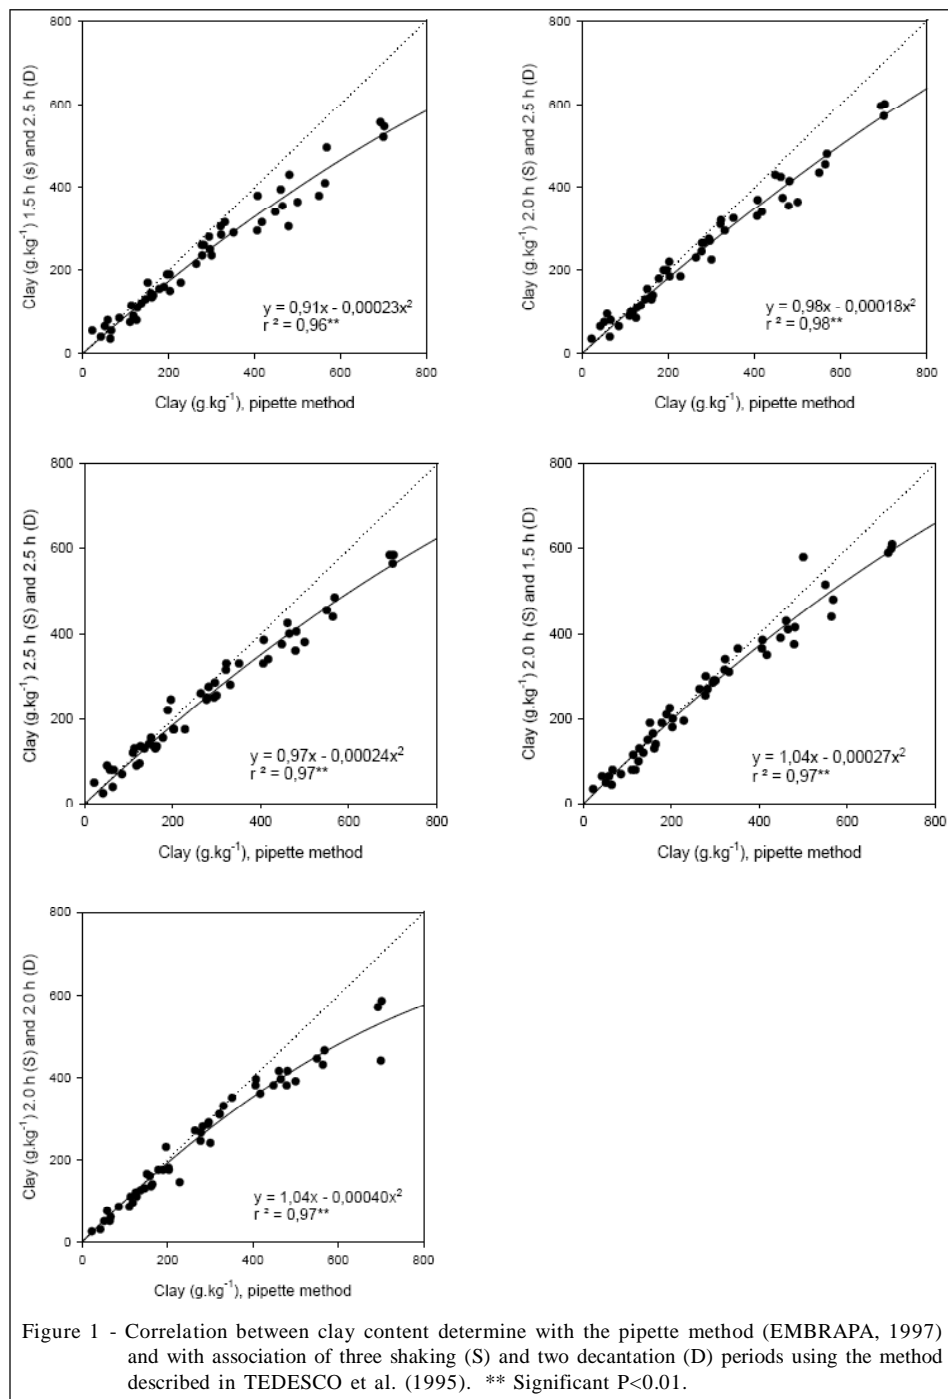 800
600
400
200
0
Clay (g.kg-1) 1.5 h (s) and 2.5 h (D)
y = 0,91x - 0,00023x2
r 2 = 0,96**
0 200 400 600 800
Clay (g.kg-1), pipette method
800
600
400
200
0
Clay (g.kg-1) 2.0 h (S) and 2.5 h (D)
y = 0,98x - 0,00018x2
r 2 = 0,98**
0 200 400 600 800
Clay (g.kg-1), pipette method
800
600
400
200
0
Clay (g.kg-1) 2.5 h (S) and 2.5 h (D)
y = 0,97x - 0,00024x2
r 2 = 0,97**
0 200 400 600 800
Clay (g.kg-1), pipette method
800
600
400
200
0
Clay (g.kg-1) 2.0 h (S) and 1.5 h (D)
y = 1,04x - 0,00027x2
r 2 = 0,97**
0 200 400 600 800
Clay (g.kg-1), pipette method
800
600
400
200
0
Clay (g.kg-1) 2.0 h (S) and 2.0 h (D)
y = 1,04x - 0,00040x2
r 2 = 0,97**
0 200 400 600 800
Clay (g.kg-1), pipette method
Figure 1 - Correlation between clay content determine with the pipette method (EMBRAPA, 1997)
and with association of three shaking (S) and two decantation (D) periods using the method
described in TEDESCO et al. (1995). ** Significant P<0.01.